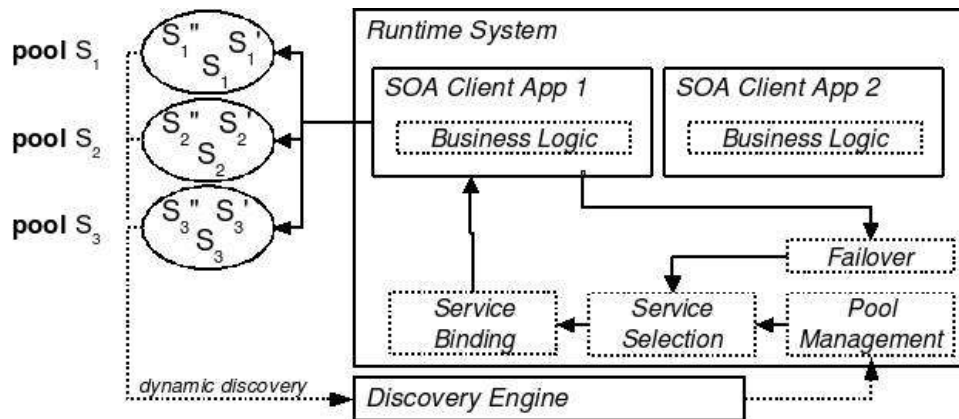 Runtime System
pool S1
S1" S1'
S1
SOA Client App 1
Business Logic
SOA Client App 2
Business Logic
pool S2
S2" S2'
S2
pool S3
S3" S3'
S3
Failover
Service
Binding
Service
Selection
Pool
Management
dynamic discovery
Discovery Engine